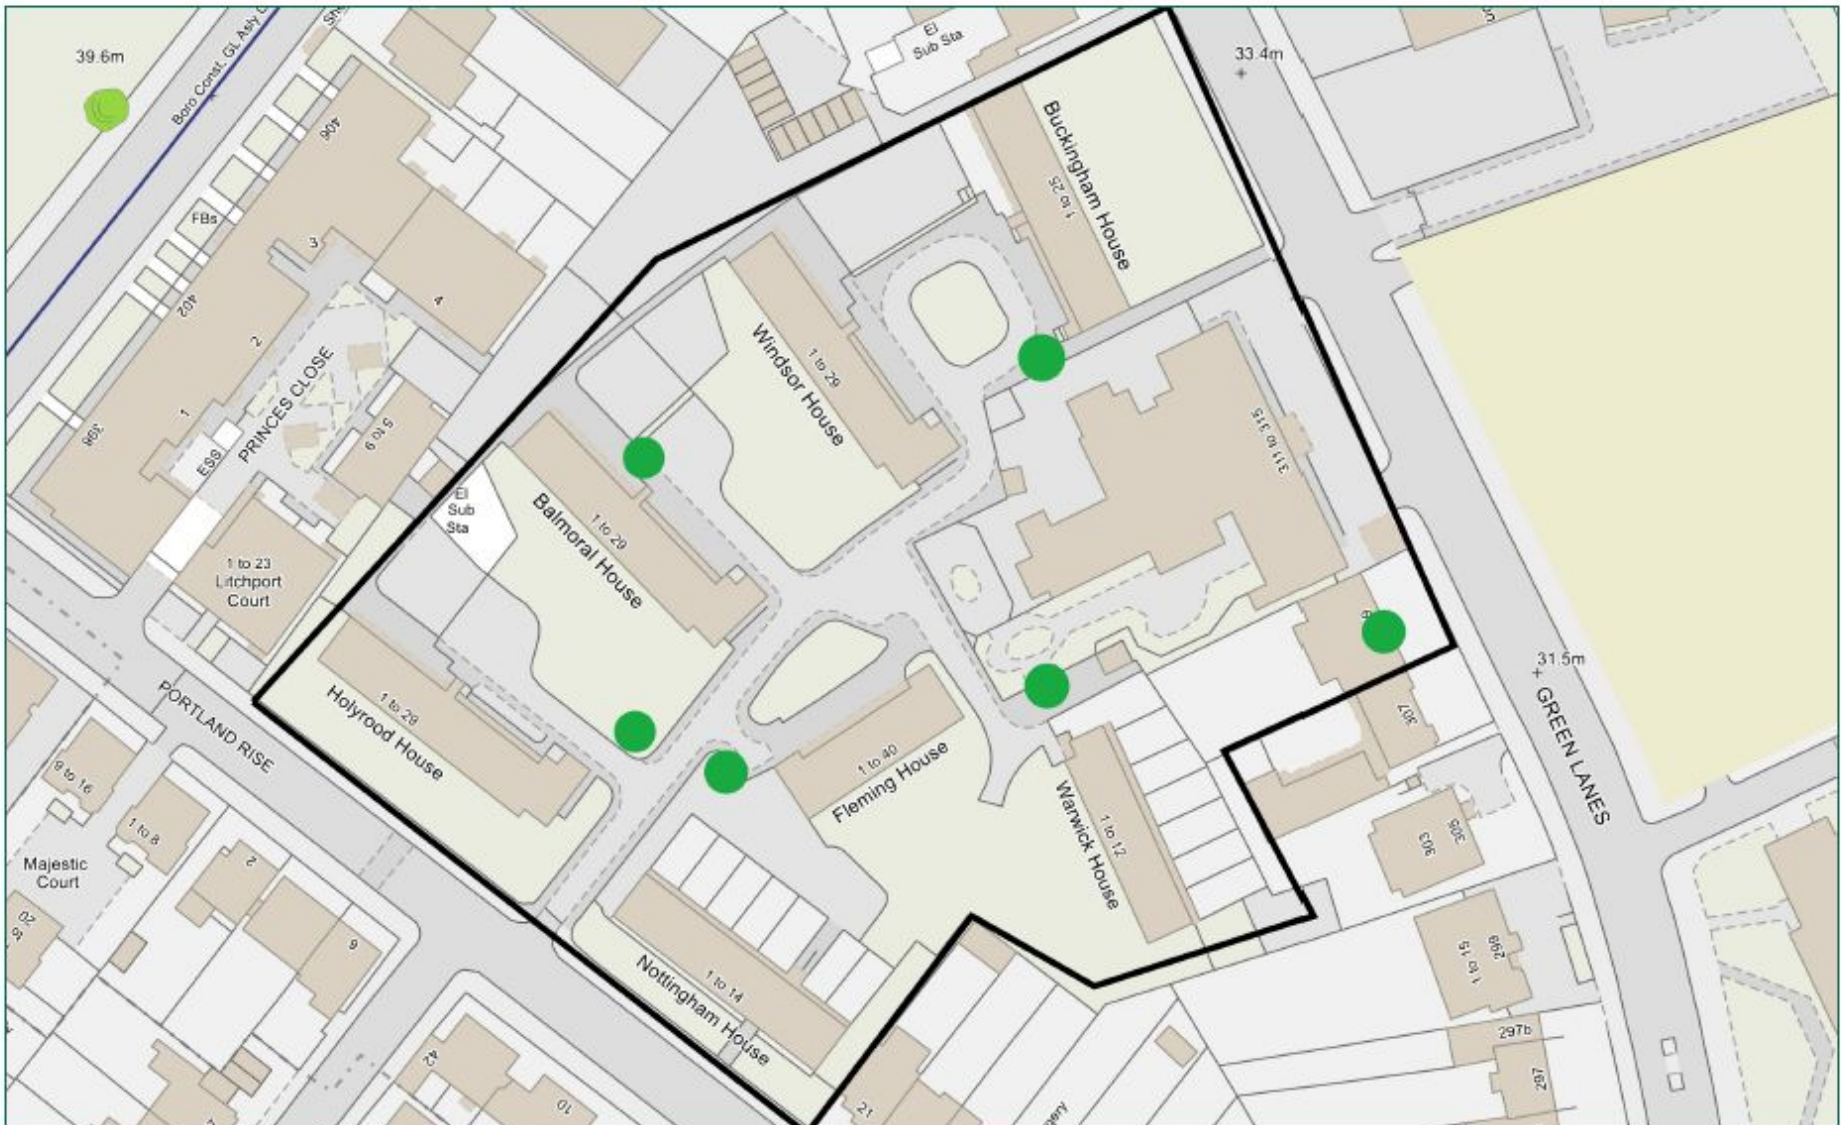 39.6m
Boro Const, GL Asly C
El
Sub Sta
33.4m
406
FBs
3
402
4
2
PRINCES CLOSE
1
398
ESS
5 to 9
Buckingham House
1 to 25
Windsor House
1 to 29
311 to 315
El
Sub
Sta
Balmoral House
1 to 29
1 to 23
Litchport
Court
PORTLAND RISE
Holyrood House
1 to 29
31.5m
GREEN LANES
307
9 to 16
1 to 8
Majestic
Court
2
1 to 40
Fleming House
Warwick House
1 to 12
303
305
6
Nottingham House
1 to 14
1 to 15
299
297b
297
42
10
21